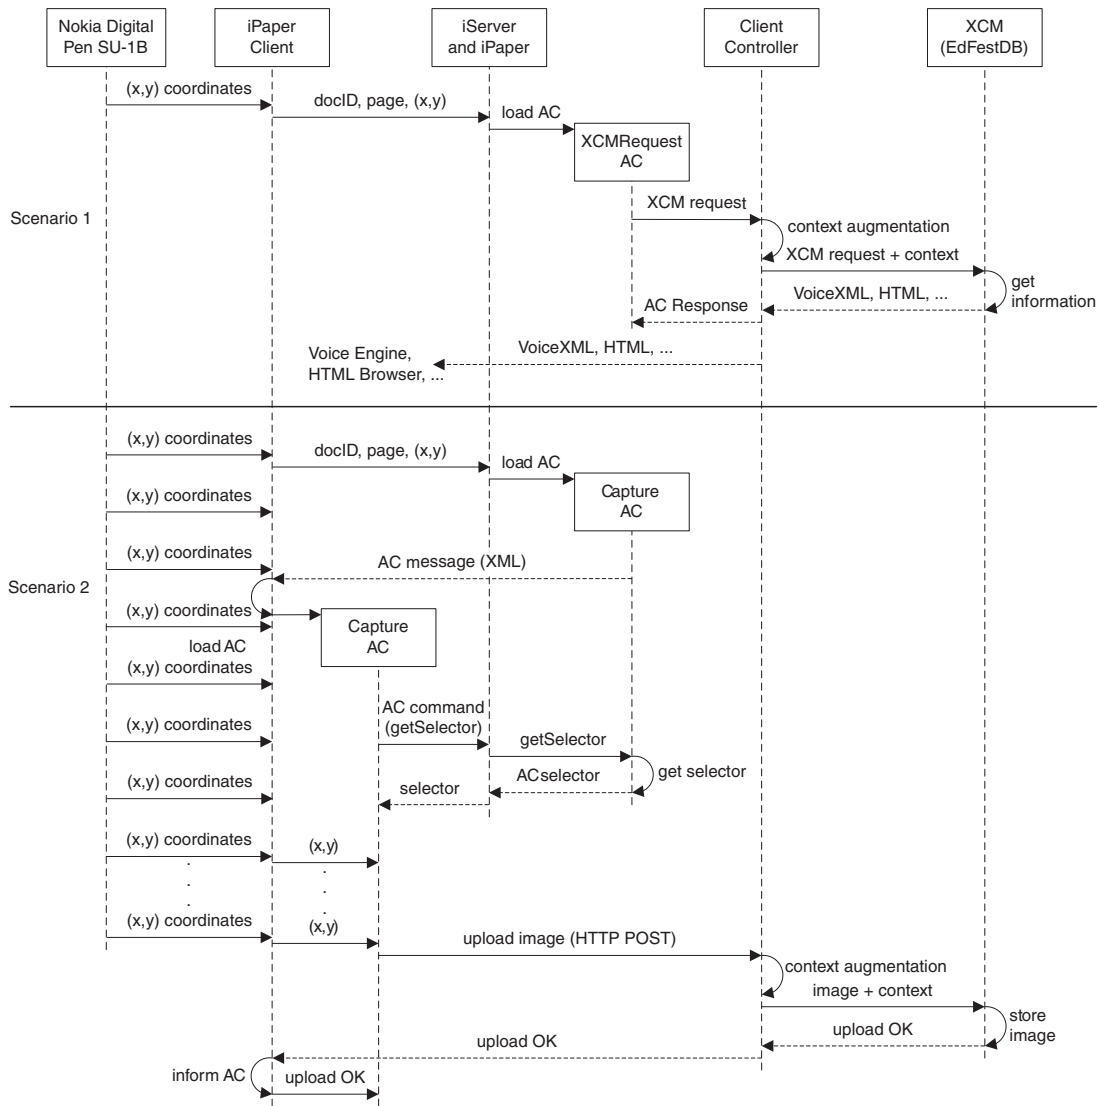 Nokia Digital
Pen SU-1B
iPaper
Client
iServer
and iPaper
Client
Controller
XCM
(EdFestDB)
(x,y) coordinates
docID, page, (x,y)
load AC
XCMRequest
AC
Scenario 1
XCM request
context augmentation
XCM request + context
get
information
VoiceXML, HTML, ...
AC Response
VoiceXML, HTML, ...
Voice Engine,
HTML Browser, ...
(x,y) coordinates
docID, page, (x,y)
load AC
Capture
AC
(x,y) coordinates
(x,y) coordinates
AC message (XML)
Scenario 2
(x,y) coordinates
Capture
AC
load AC
(x,y) coordinates
AC command
(getSelector)
(x,y) coordinates
getSelector
get selector
ACselector
(x,y) coordinates
selector
(x,y) coordinates
(x,y)
.
.
.
.
.
.
(x,y) coordinates
(x,y)
upload image (HTTP POST)
context augmentation
image + context
store
image
upload OK
upload OK
inform AC
upload OK